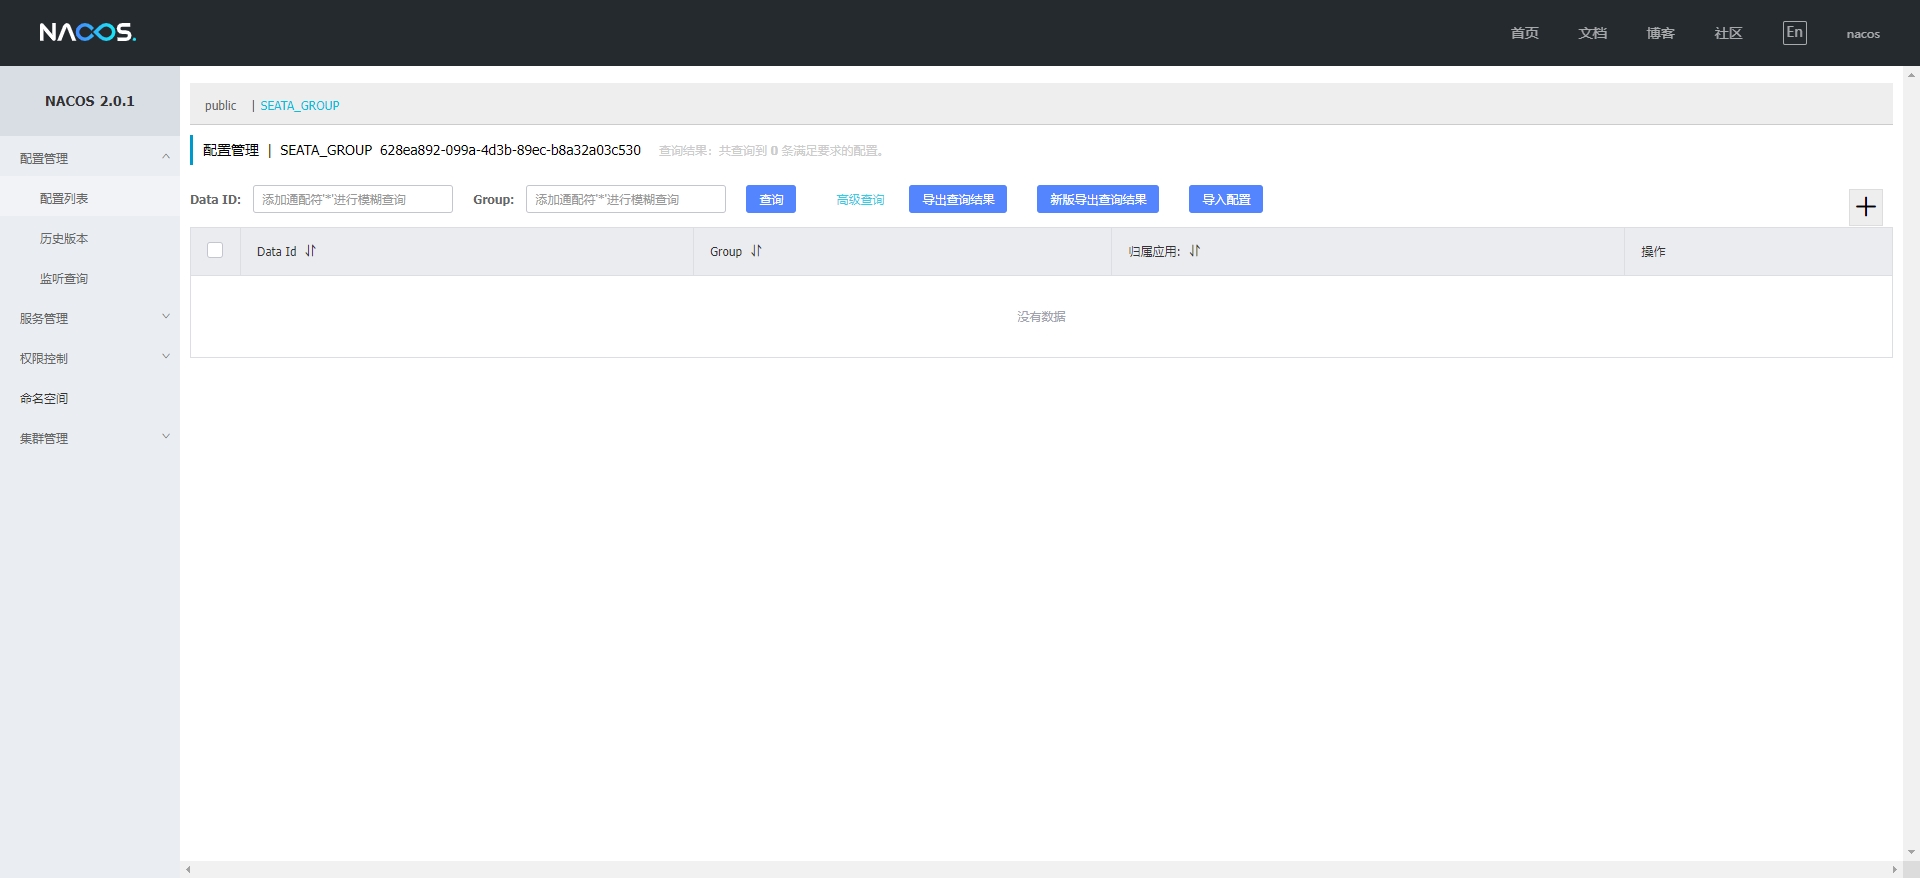 NACOS.
首页 文档 博客 社区 En nacos
NACOS 2.0.1
配置管理
配置列表
历史版本
监听查询
服务管理
权限控制
命名空间
集群管理
public | SEATA_GROUP
配置管理 | SEATA_GROUP 628ea892-099a-4d3b-89ec-b8a32a03c530 查询结果：共查询到 0 条满足要求的配置。
Data ID: 添加通配符'*'进行模糊查询 Group: 添加通配符'*'进行模糊查询 查询 高级查询 导出查询结果 新版导出查询结果 导入配置
Data Id Group 归属应用: 操作
没有数据